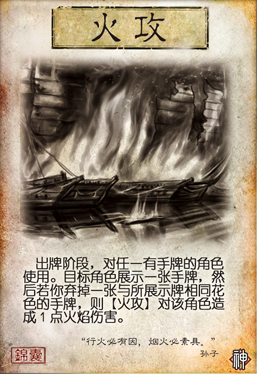 火攻
出牌阶段，对任一有手牌的角色
使用。目标角色展示一张手牌，然
后若你弃掉一张与所展示牌相同花
色的手牌，则【火攻】对该角色造
成1点火焰伤害。
“行火必有因，烟火必素具。”
孙子
錦囊
神